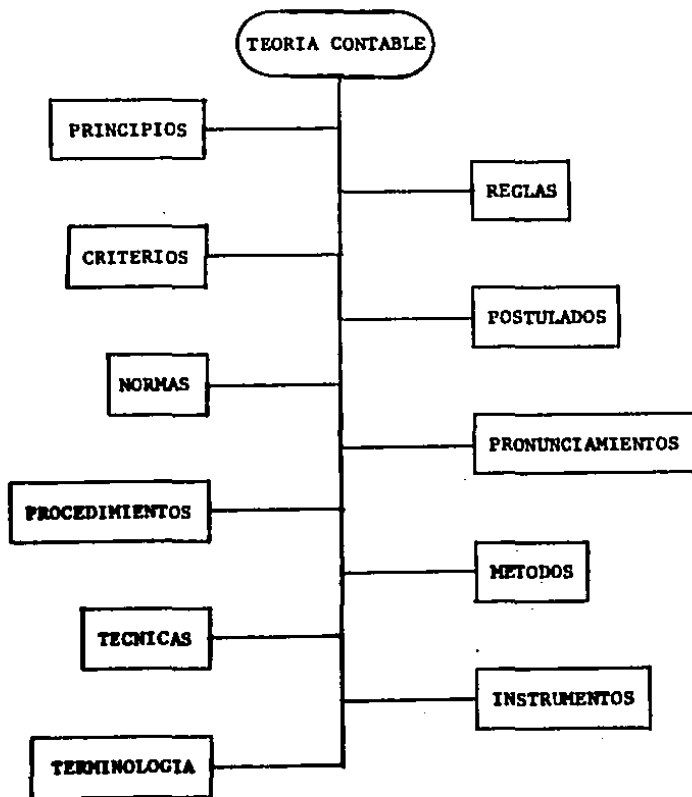 TEORIA CONTABLE
PRINCIPIOS
REGLAS
CRITERIOS
POSTULADOS
NORMAS
PRONUNCIAMIENTOS
PROCEDIMIENTOS
METODOS
TECNICAS
INSTRUMENTOS
TERMINOLOGIA